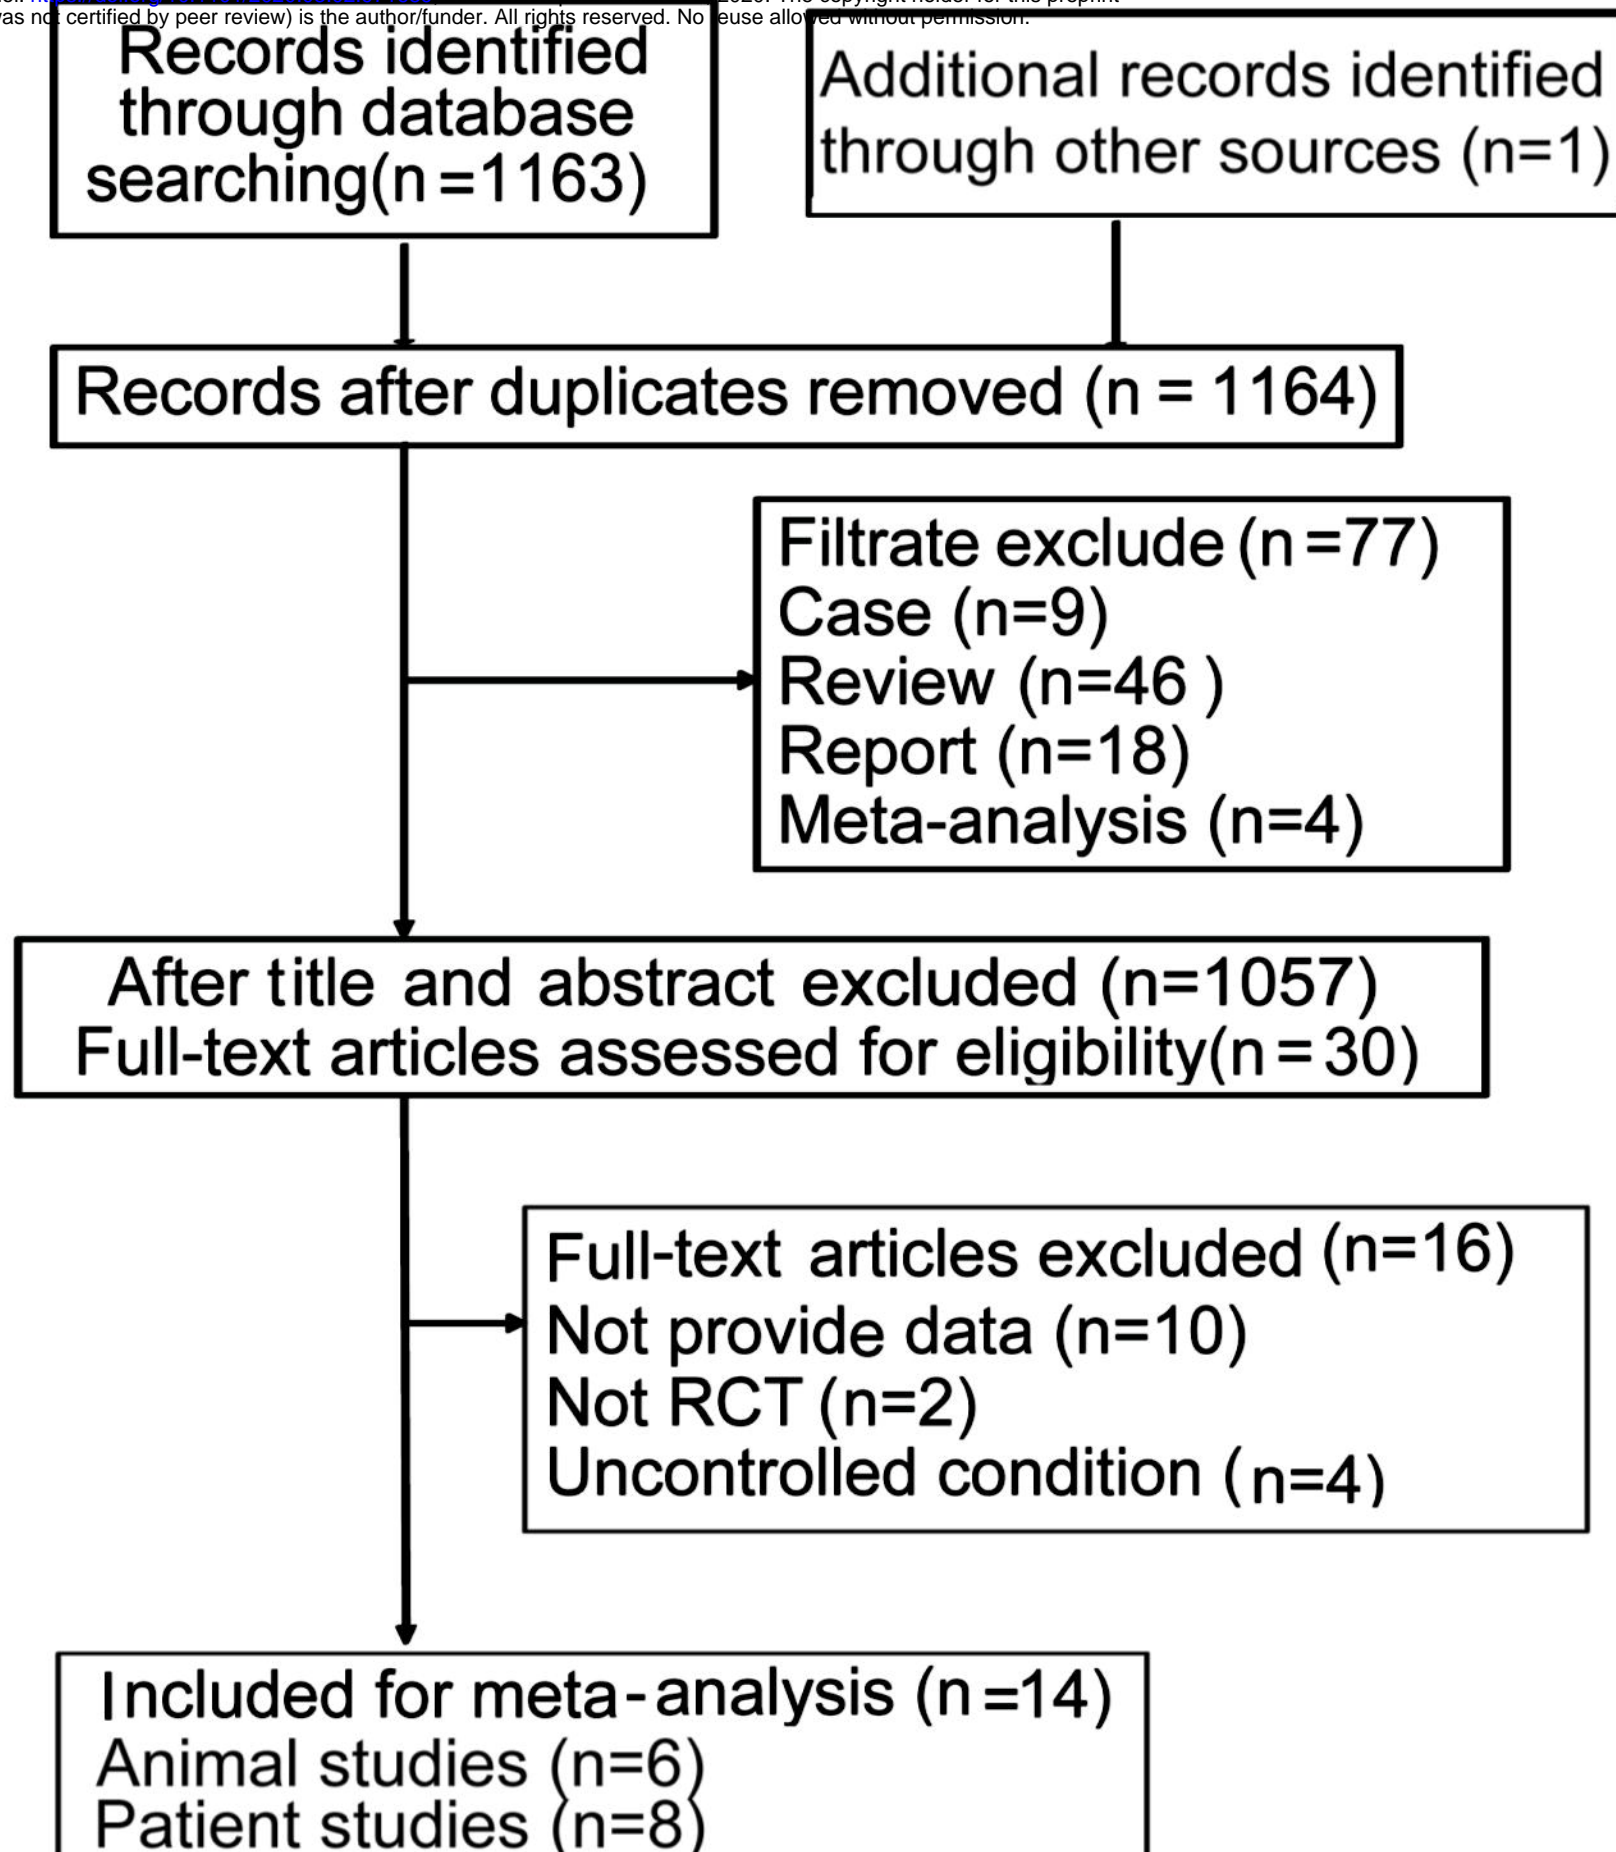 was not certified by peer review) is the author/funder. All rights reserved. No reuse allowed without permission.
Records identified
through database
searching(n =1163)
Additional records identified
through other sources (n=1)
Records after duplicates removed (n = 1164)
Filtrate exclude (n =77)
Case (n=9)
Review (n=46 )
Report (n=18)
Meta-analysis (n=4)
After title and abstract excluded (n=1057)
Full-text articles assessed for eligibility(n = 30)
Full-text articles excluded (n=16)
Not provide data (n=10)
Not RCT (n=2)
Uncontrolled condition ( n=4)
Included for meta-analysis (n =14)
Animal studies (n=6)
Patient studies (n=8)